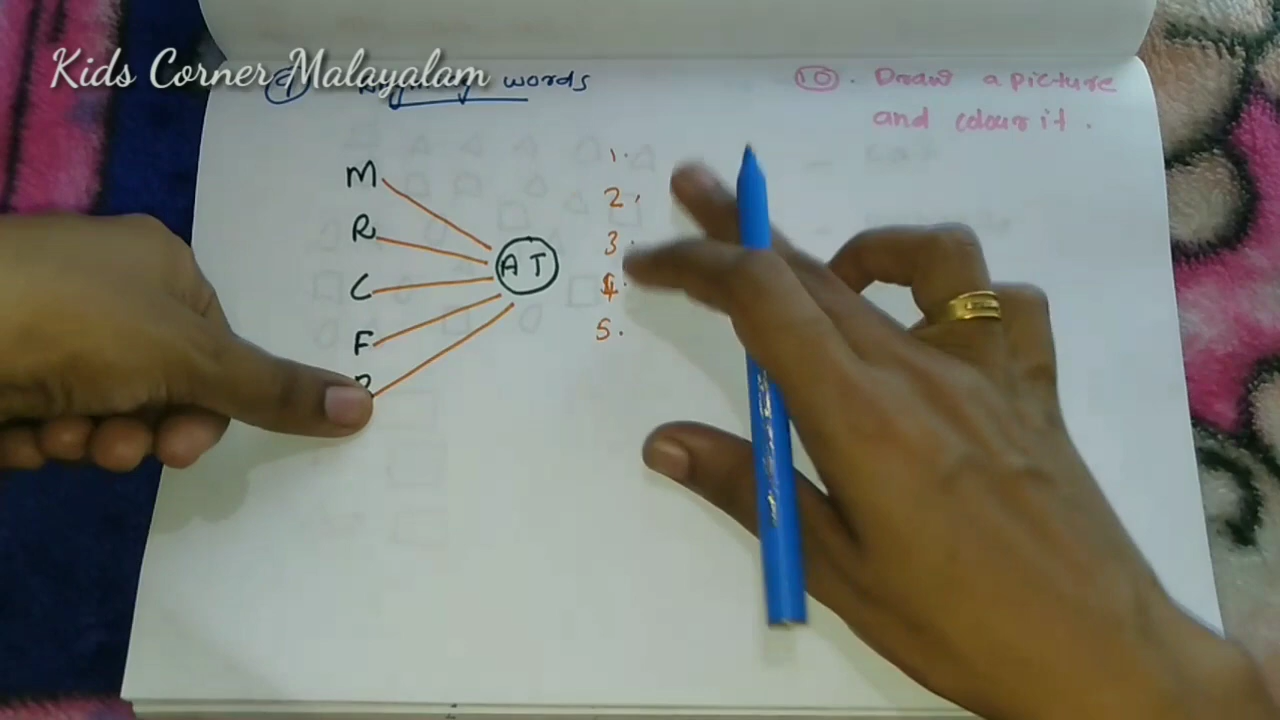 Kids Corner Malayalam
words
10. Draw a picture
and colour it.
M
R
C
F
AT
1.
2.
3.
4.
5.